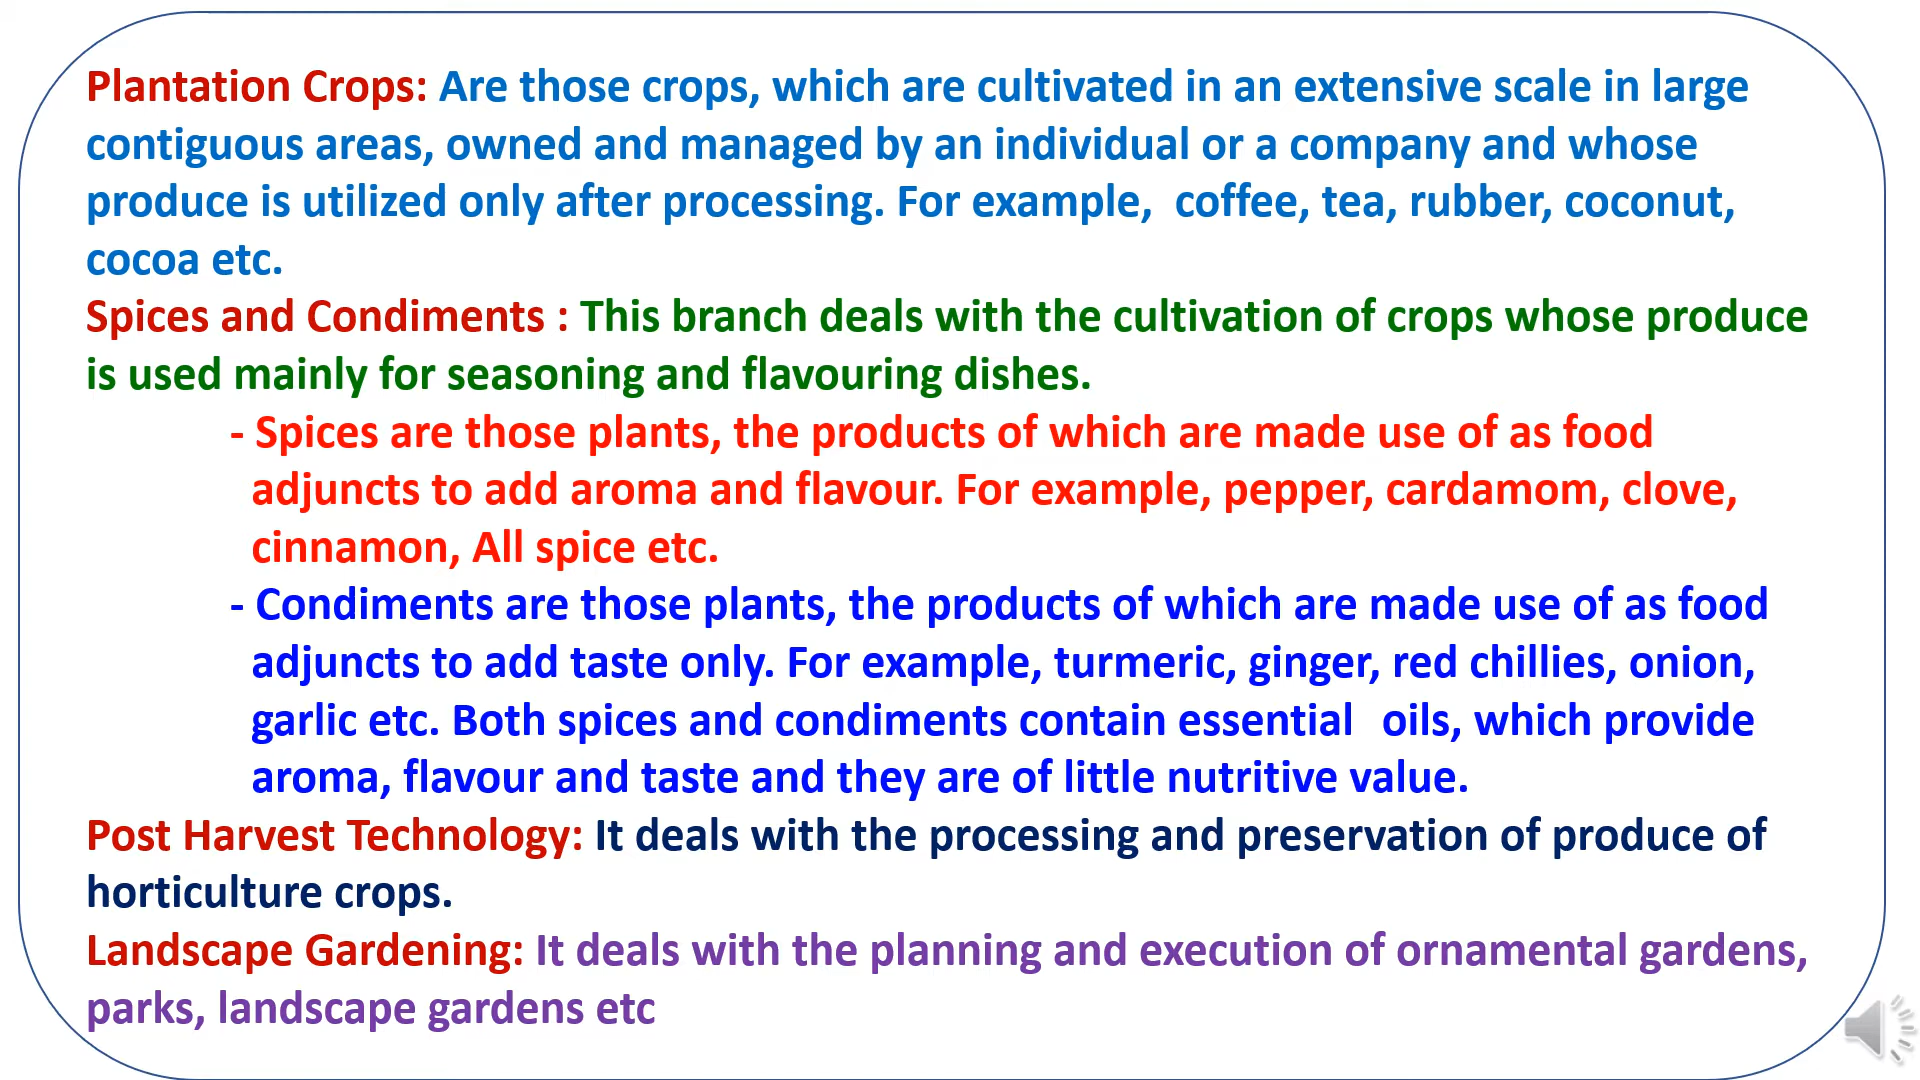 Plantation Crops: Are those crops, which are cultivated in an extensive scale in large
contiguous areas, owned and managed by an individual or a company and whose
produce is utilized only after processing. For example,  coffee, tea, rubber, coconut,
cocoa etc.
Spices and Condiments : This branch deals with the cultivation of crops whose produce
is used mainly for seasoning and flavouring dishes.
- Spices are those plants, the products of which are made use of as food
adjuncts to add aroma and flavour. For example, pepper, cardamom, clove,
cinnamon, All spice etc.
- Condiments are those plants, the products of which are made use of as food
adjuncts to add taste only. For example, turmeric, ginger, red chillies, onion,
garlic etc. Both spices and condiments contain essential  oils, which provide
aroma, flavour and taste and they are of little nutritive value.
Post Harvest Technology: It deals with the processing and preservation of produce of
horticulture crops.
Landscape Gardening: It deals with the planning and execution of ornamental gardens,
parks, landscape gardens etc